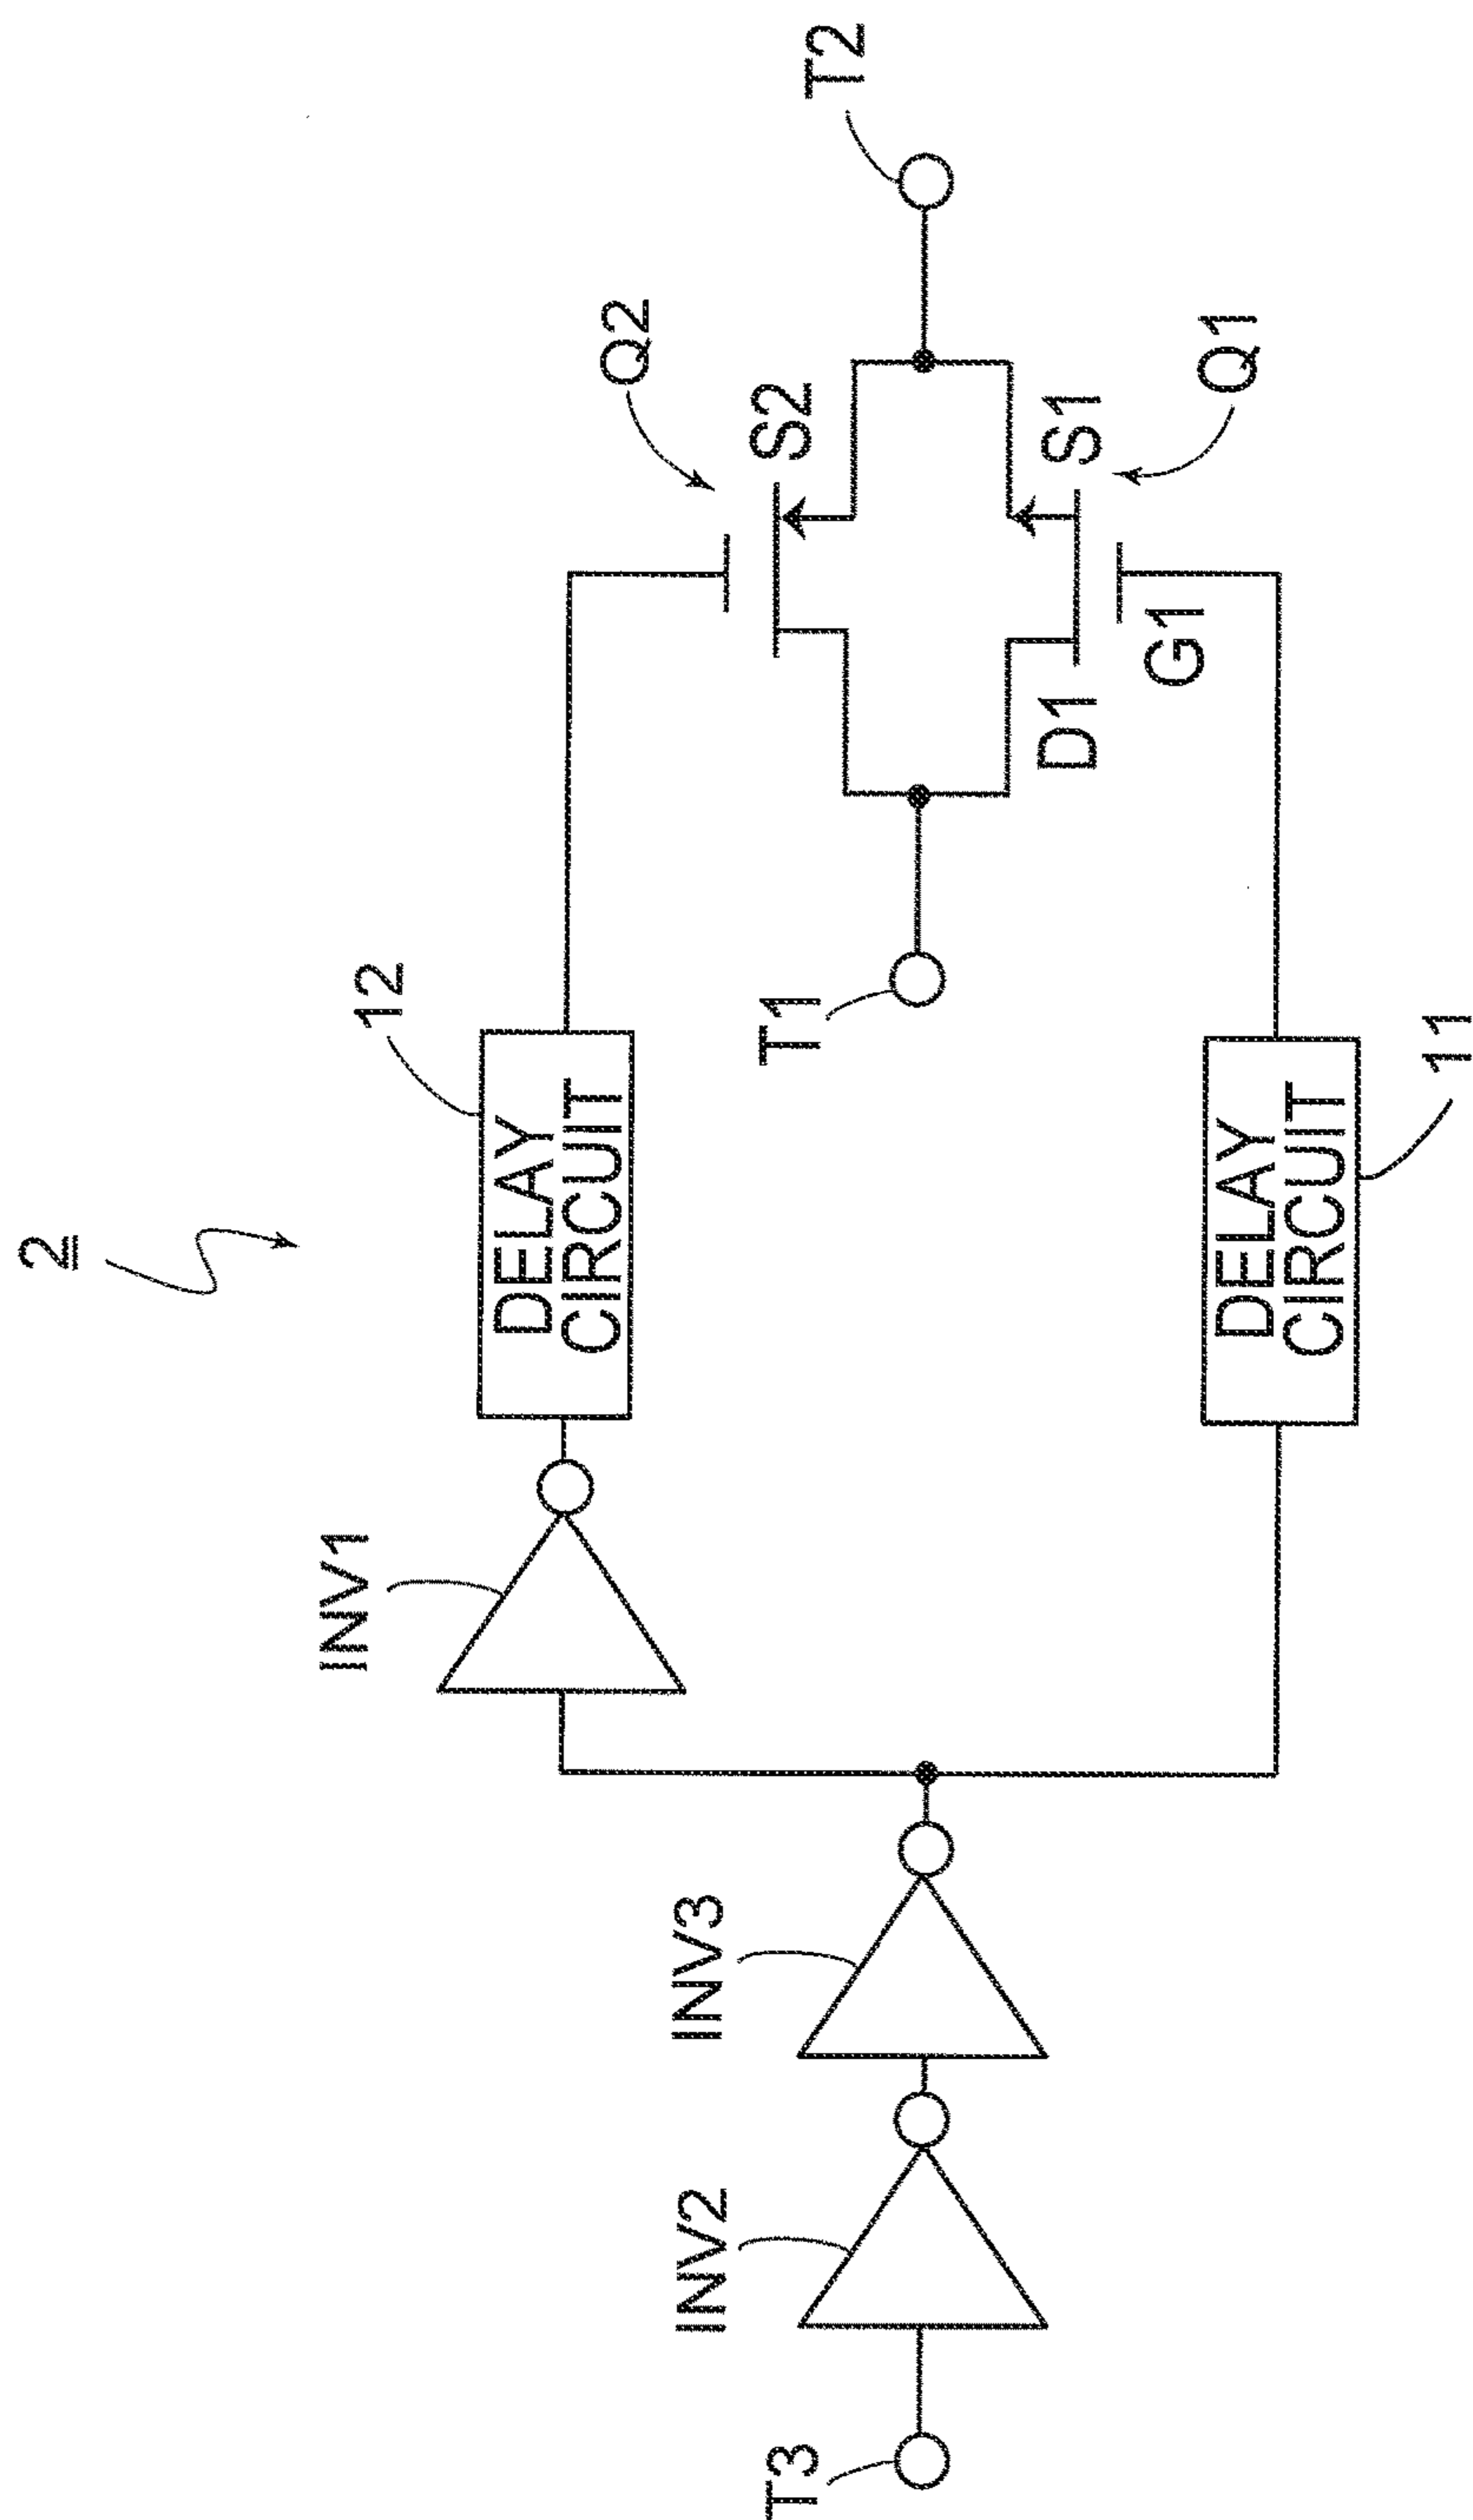 2
12
INV1
DELAY
CIRCUIT
Q2
S2
T2
INV3
INV2
T3
T1
D1
S1
G1
Q1
DELAY
CIRCUIT
11